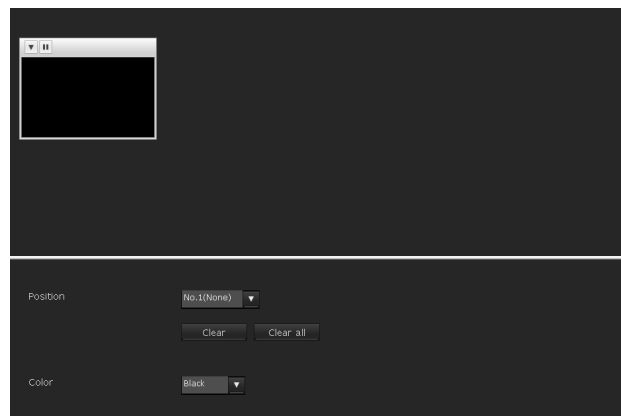 Position
No.1(None)
Clear Clear all
Color
Black